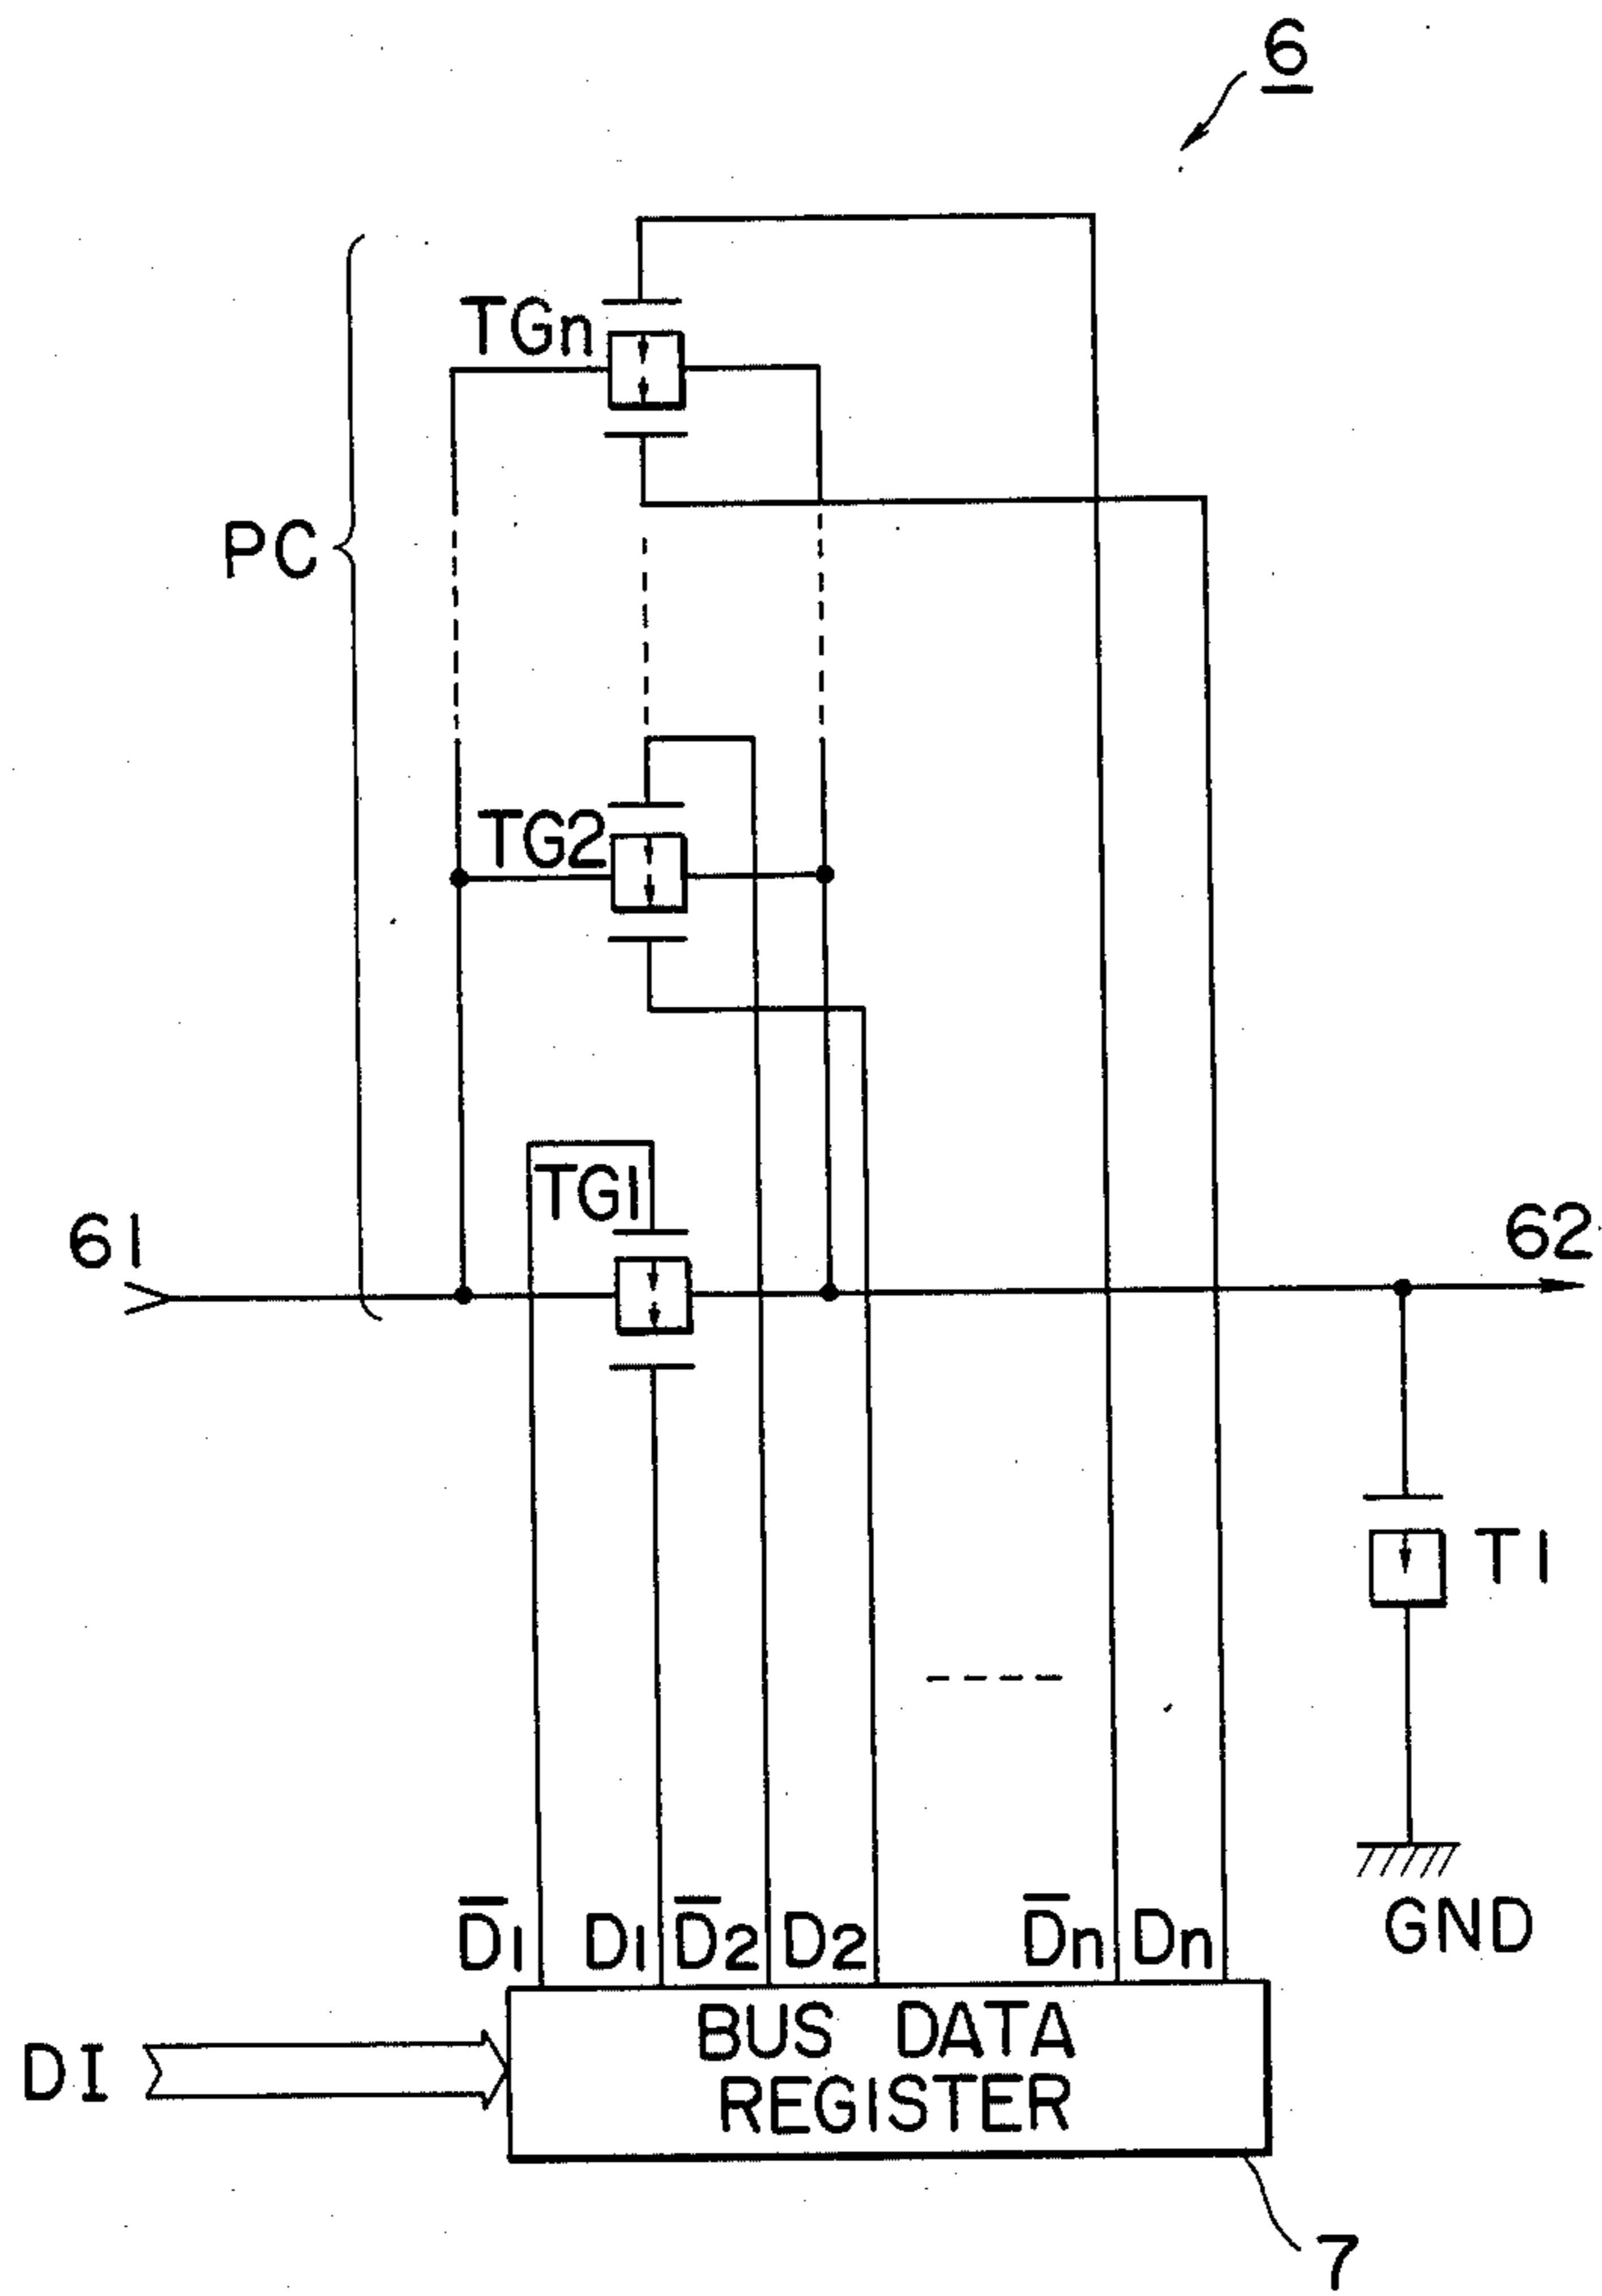 6
TGn
PC
TG2
TG1
61
62
T1
D̅1 D1 D̅2 D2 D̅n Dn
GND
BUS DATA
REGISTER
DI
7